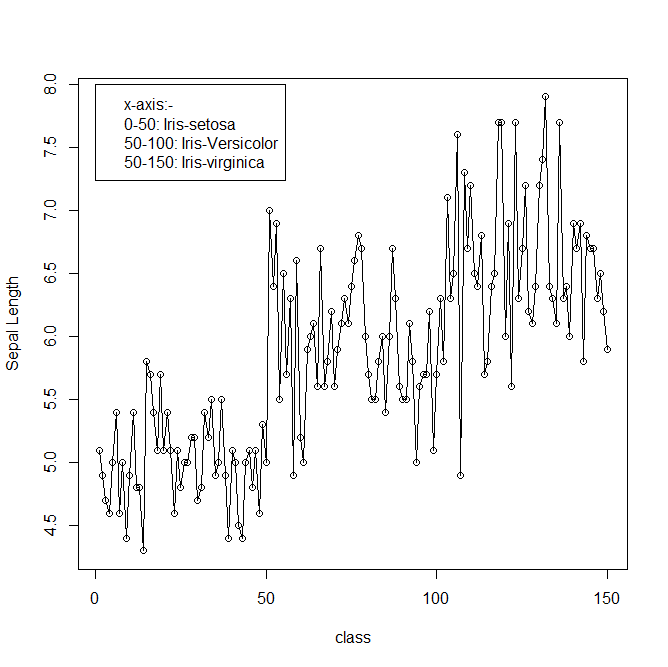 x-axis:-
0-50: Iris-setosa
50-100: Iris-Versicolor
50-150: Iris-virginica
8.0
7.5
7.0
6.5
6.0
5.5
5.0
4.5
Sepal Length
0 50 100 150
class